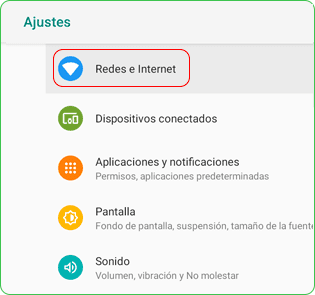 Ajustes
Redes e Internet
Dispositivos conectados
Aplicaciones y notificaciones
Permisos, aplicaciones predeterminadas
Pantalla
Fondo de pantalla, suspensión, tamaño de la fuente
Sonido
Volumen, vibración y No molestar